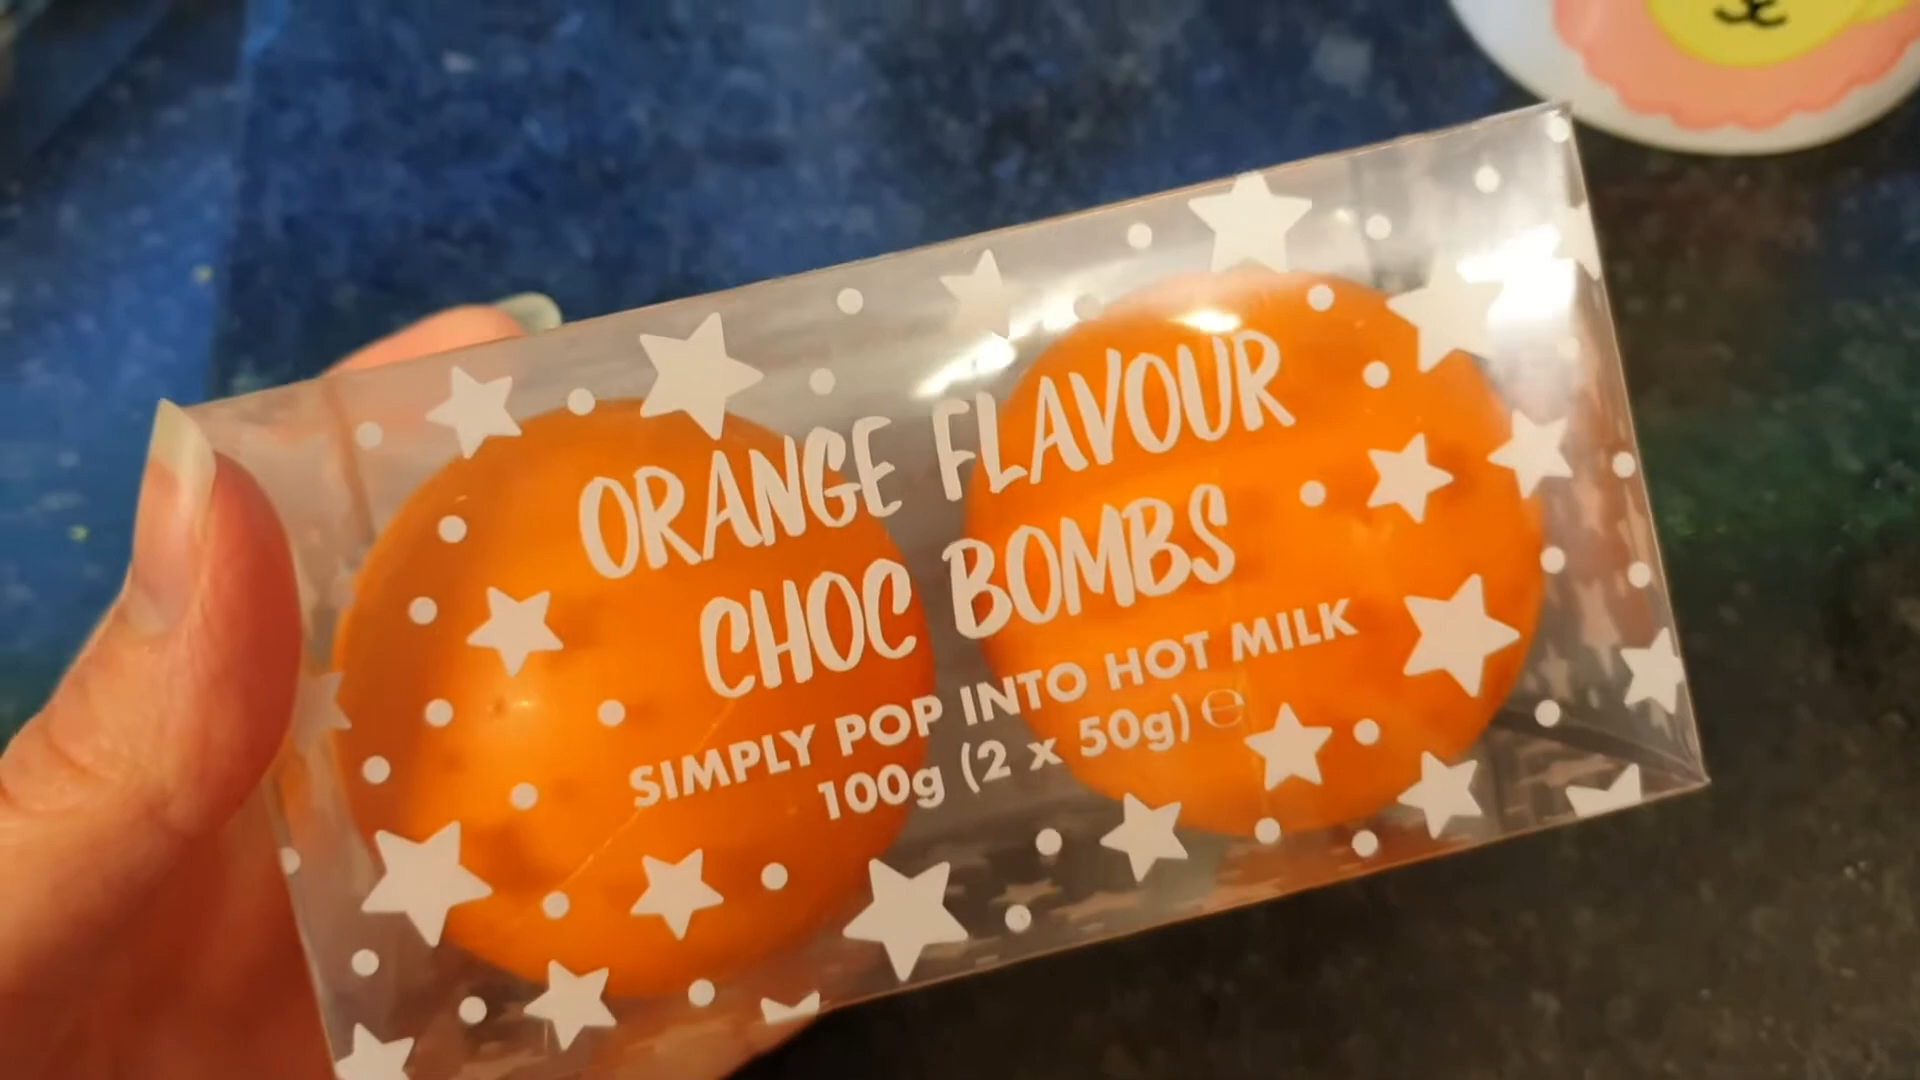 ORANGE FLAVOUR
CHOC BOMBS
SIMPLY POP INTO HOT MILK
100g (2 x 50g) ℮